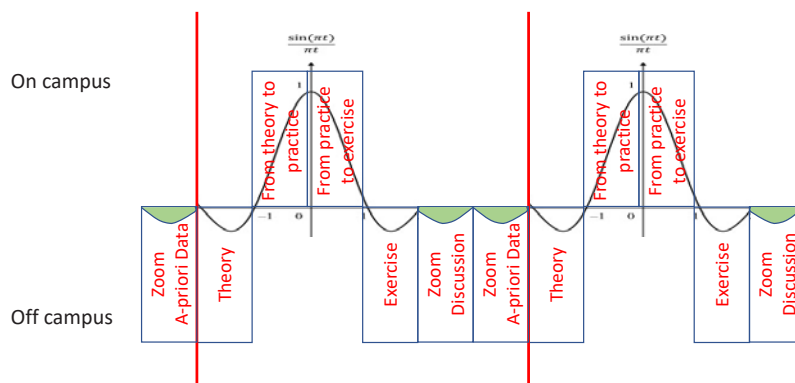 sin(πt)
πt
sin(πt)
πt
On campus
1
From theory to
practice
From practice
to exercise
1
From theory to
practice
From practice
to exercise
−1
0
1
−1
0
1
Off campus
Zoom
A-priori Data
Theory
Exercise
Zoom
Discussion
Zoom
A-priori Data
Theory
Exercise
Zoom
Discussion